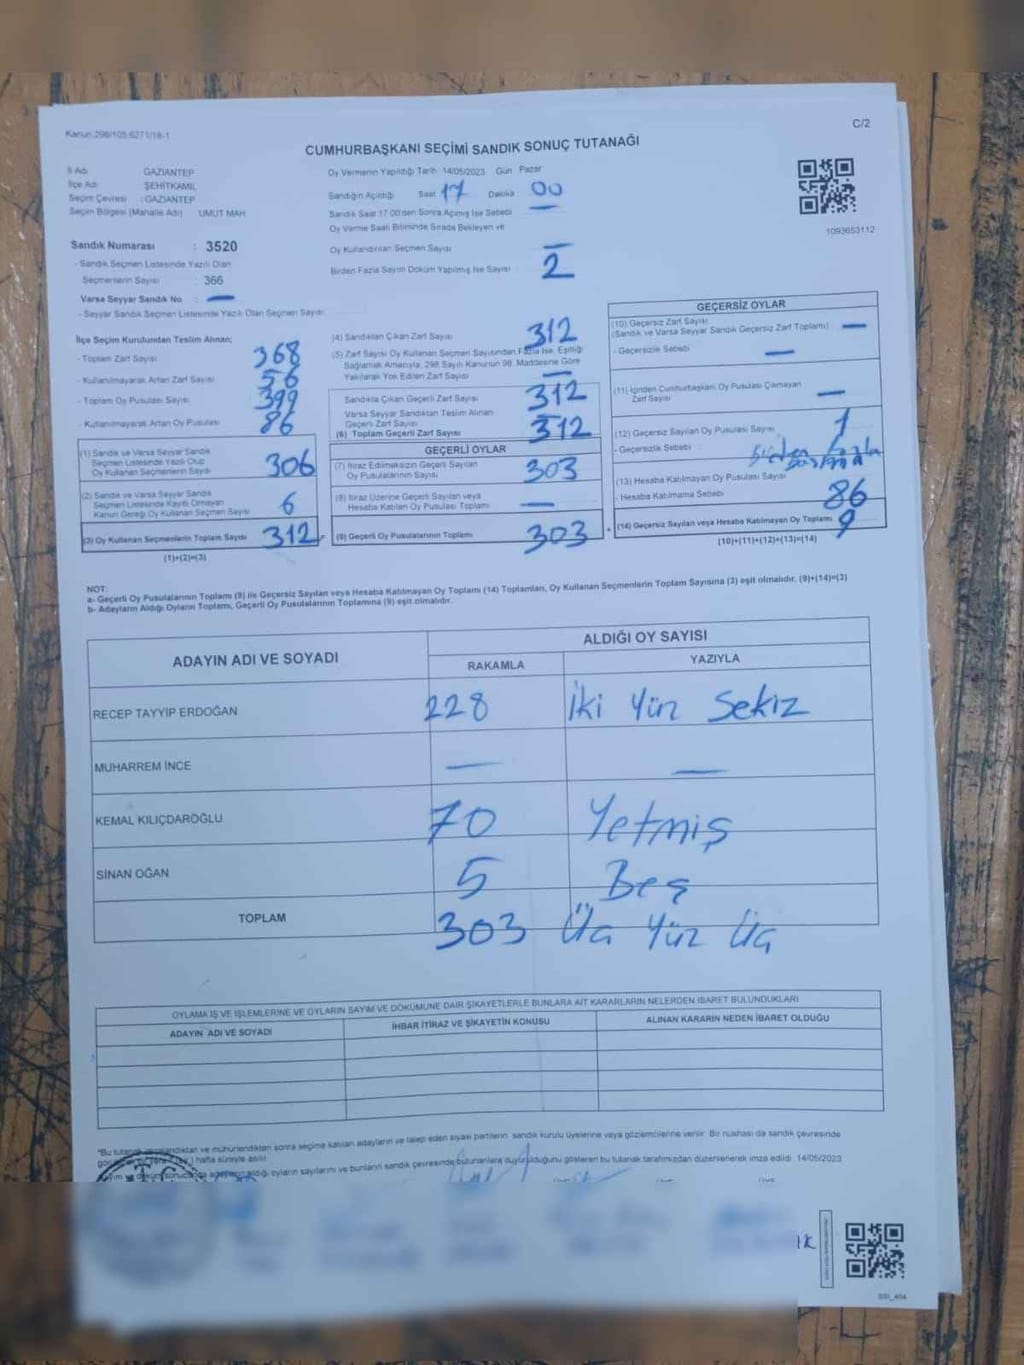 Kanun 298/105,6271/18-1
C/2
CUMHURBAŞKANI SEÇİMİ SANDIK SONUÇ TUTANAĞI
İl Adı GAZİANTEP
İlçe Adı ŞEHİTKAMİL
Seçim Çevresi : GAZİANTEP
Seçim Bölgesi (Mahalle Adı) UMUT MAH
Oy Vermenin Yapıldığı Tarih 14/05/2023 Gün Pazar
Sandığın Açıldığı Saat 17 Dakika 00
Sandık Saat 17.00'den Sonra Açımış İse Sebebi —
Oy Verme Saati Bitiminde Sırada Bekleyen ve
Oy Kullandırılan Seçmen Sayısı —
Birden Fazla Sayım Döküm Yapılmış İse Sayısı 2
1093653112
Sandık Numarası : 3520
- Sandık Seçmen Listesinde Yazılı Olan
Seçmenlerin Sayısı : 366
Varsa Seyyar Sandık No : —
- Seyyar Sandık Seçmen Listesinde Yazılı Olan Seçmen Sayısı
İlçe Seçim Kurulundan Teslim Alınan;
- Toplam Zarf Sayısı 368
- Kullanılmayarak Artan Zarf Sayısı 56
- Toplam Oy Pusulası Sayısı 399
- Kullanılmayarak Artan Oy Pusulası 86
(1) Sandık ve Varsa Seyyar Sandık
Seçmen Listesinde Yazılı Olup
Oy Kullanan Seçmenlerin Sayısı 306
(2) Sandık ve Varsa Seyyar Sandık
Seçmen Listesinde Kayıtlı Olmayan
Kanun Gereği Oy Kullanan Seçmen Sayısı 6
(3) Oy Kullanan Seçmenlerin Toplam Sayısı 312
(1)+(2)=(3)
(4) Sandıktan Çıkan Zarf Sayısı 312
(5) Zarf Sayısı Oy Kullanan Seçmen Sayısından Fazla İse, Eşitliği
Sağlamak Amacıyla, 298 Sayılı Kanunun 98. Maddesine Göre
Yakılarak Yok Edilen Zarf Sayısı —
Sandıkta Çıkan Geçerli Zarf Sayısı 312
Varsa Seyyar Sandıktan Teslim Alınan
Geçerli Zarf Sayısı —
(6) Toplam Geçerli Zarf Sayısı 312
GEÇERLİ OYLAR
(7) İtiraz Edilmeksizin Geçerli Sayılan
Oy Pusulalarının Sayısı 303
(8) İtiraz Üzerine Geçerli Sayılan veya
Hesaba Katılan Oy Pusulası Toplamı —
(9) Geçerli Oy Pusulalarının Toplamı 303
GEÇERSİZ OYLAR
(10) Geçersiz Zarf Sayısı
(Sandık ve Varsa Seyyar Sandık Geçersiz Zarf Toplamı) —
- Geçersizlik Sebebi —
(11) İçinden Cumhurbaşkanı Oy Pusulası Çıkmayan
Zarf Sayısı —
(12) Geçersiz Sayılan Oy Pusulası Sayısı 1
- Geçersizlik Sebebi : Birden fazla
(13) Hesaba Katılmayan Oy Pusulası Sayısı
- Hesaba Katılmama Sebebi 86
(14) Geçersiz Sayılan veya Hesaba Katılmayan Oy Toplamı 9
(10)+(11)+(12)+(13)=(14)
NOT:
a- Geçerli Oy Pusulalarının Toplamı (9) ile Geçersiz Sayılan veya Hesaba Katılmayan Oy Toplamı (14) Toplamları, Oy Kullanan Seçmenlerin Toplam Sayısına (3) eşit olmalıdır. (9)+(14)=(3)
b- Adayların Aldığı Oyların Toplamı, Geçerli Oy Pusulalarının Toplamına (9) eşit olmalıdır.
ADAYIN ADI VE SOYADI
ALDIĞI OY SAYISI
RAKAMLA YAZIYLA
RECEP TAYYİP ERDOĞAN 228 İki Yüz Sekiz
MUHARREM İNCE — —
KEMAL KILIÇDAROĞLU 70 Yetmiş
SİNAN OĞAN 5 Beş
TOPLAM 303 Üç Yüz Üç
OYLAMA İŞ VE İŞLEMLERİNE VE OYLARIN SAYIM VE DÖKÜMÜNE DAİR ŞİKAYETLERLE BUNLARA AİT KARARLARIN NELERDEN İBARET BULUNDUKLARI
ADAYIN ADI VE SOYADI İHBAR İTİRAZ VE ŞİKAYETİN KONUSU ALINAN KARARIN NEDEN İBARET OLDUĞU
ve mühürlendikten sonra seçime katılan adayların ve talep eden siyasi partilerin sandık kurulu üyelerine veya gözlemcilerine verilir. Bir nüshası da sandık çevresinde
hafta süreyle asılır.
oyların sayılarını ve bunların sandık çevresinde bulunanlara duyurulduğunu gösteren bu tutanak tarafımızdan düzenlenerek imza edildi. 14/05/2023
SSİ_404